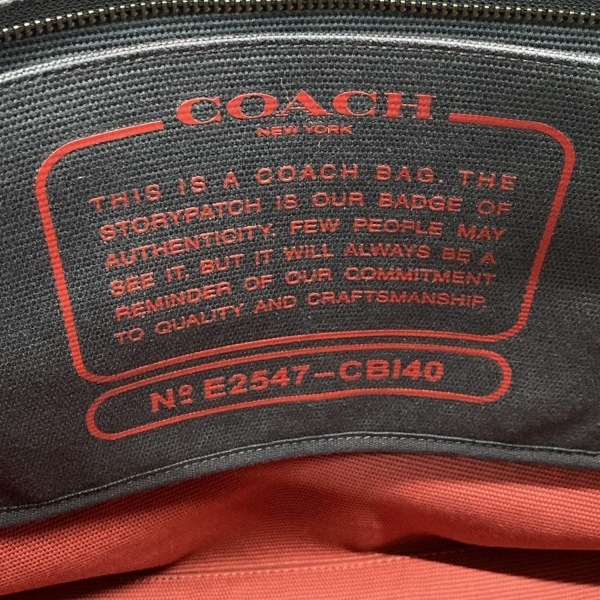 COACH
NEW YORK
THIS IS A COACH BAG. THE
STORYPATCH IS OUR BADGE OF
AUTHENTICITY. FEW PEOPLE MAY
SEE IT. BUT IT WILL ALWAYS BE A
REMINDER OF OUR COMMITMENT
TO QUALITY AND CRAFTSMANSHIP.
Nº E2547-CBI40